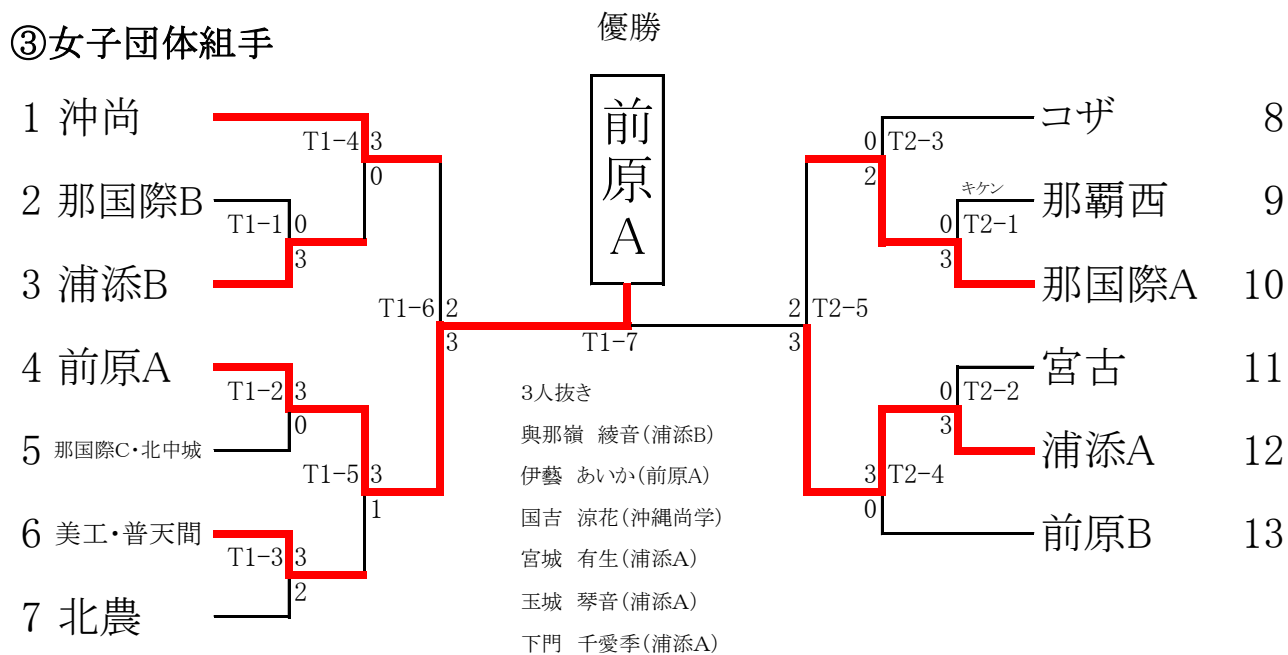 ③女子団体組手
優勝
前原A
1 沖尚
2 那国際B
3 浦添B
4 前原A
5 那国際C・北中城
6 美工・普天間
7 北農
T1-4 3
0
T1-1 0
3
T1-6 2
3
T1-2 3
0
T1-5 3
1
T1-3 3
2
T1-7
3人抜き
與那嶺 綾音(浦添B)
伊藝 あいか(前原A)
国吉 涼花(沖縄尚学)
宮城 有生(浦添A)
玉城 琴音(浦添A)
下門 千愛季(浦添A)
0 T2-3
2
キケン
0 T2-1
3
2 T2-5
3
0 T2-2
3
3 T2-4
0
コザ 8
那覇西 9
那国際A 10
宮古 11
浦添A 12
前原B 13